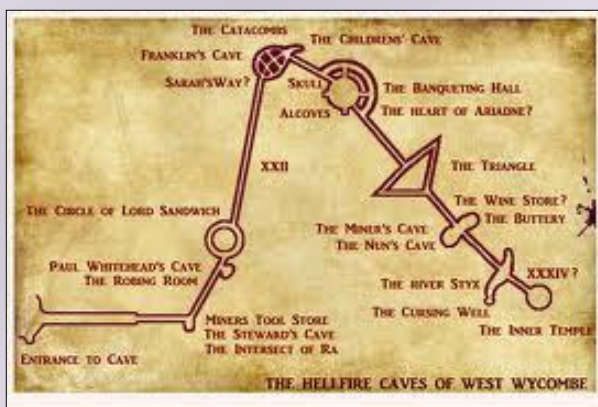 The Catacombs
The Childrens' Cave
Franklin's Cave
Sarah'sWay?
Skull
The Banqueting Hall
Alcoves
The heart of Ariadne?
XXII
The Triangle
The Wine Store?
The Buttery
The Circle of Lord Sandwich
The Miner's Cave
The Nun's Cave
Paul Whitehead's Cave
The Robing Room
XXXIV?
The River Styx
The Cursing Well
The Inner Temple
Miners Tool Store
The Steward's Cave
The Intersect of Ra
Entrance to Cave
The Hellfire Caves of West Wycombe